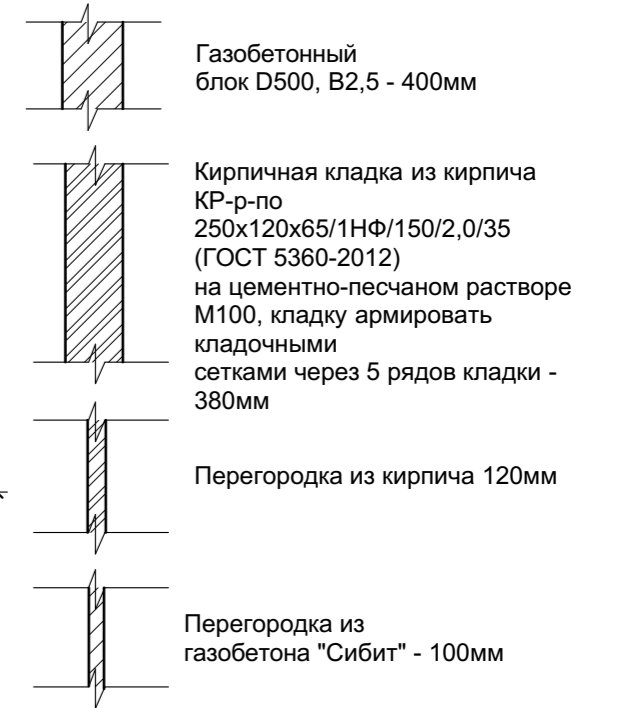 Газобетонный
блок D500, В2,5 - 400мм
Кирпичная кладка из кирпича
КР-р-по
250х120х65/1НФ/150/2,0/35
(ГОСТ 5360-2012)
на цементно-песчаном растворе
М100, кладку армировать
кладочными
сетками через 5 рядов кладки -
380мм
Перегородка из кирпича 120мм
Перегородка из
газобетона "Сибит" - 100мм